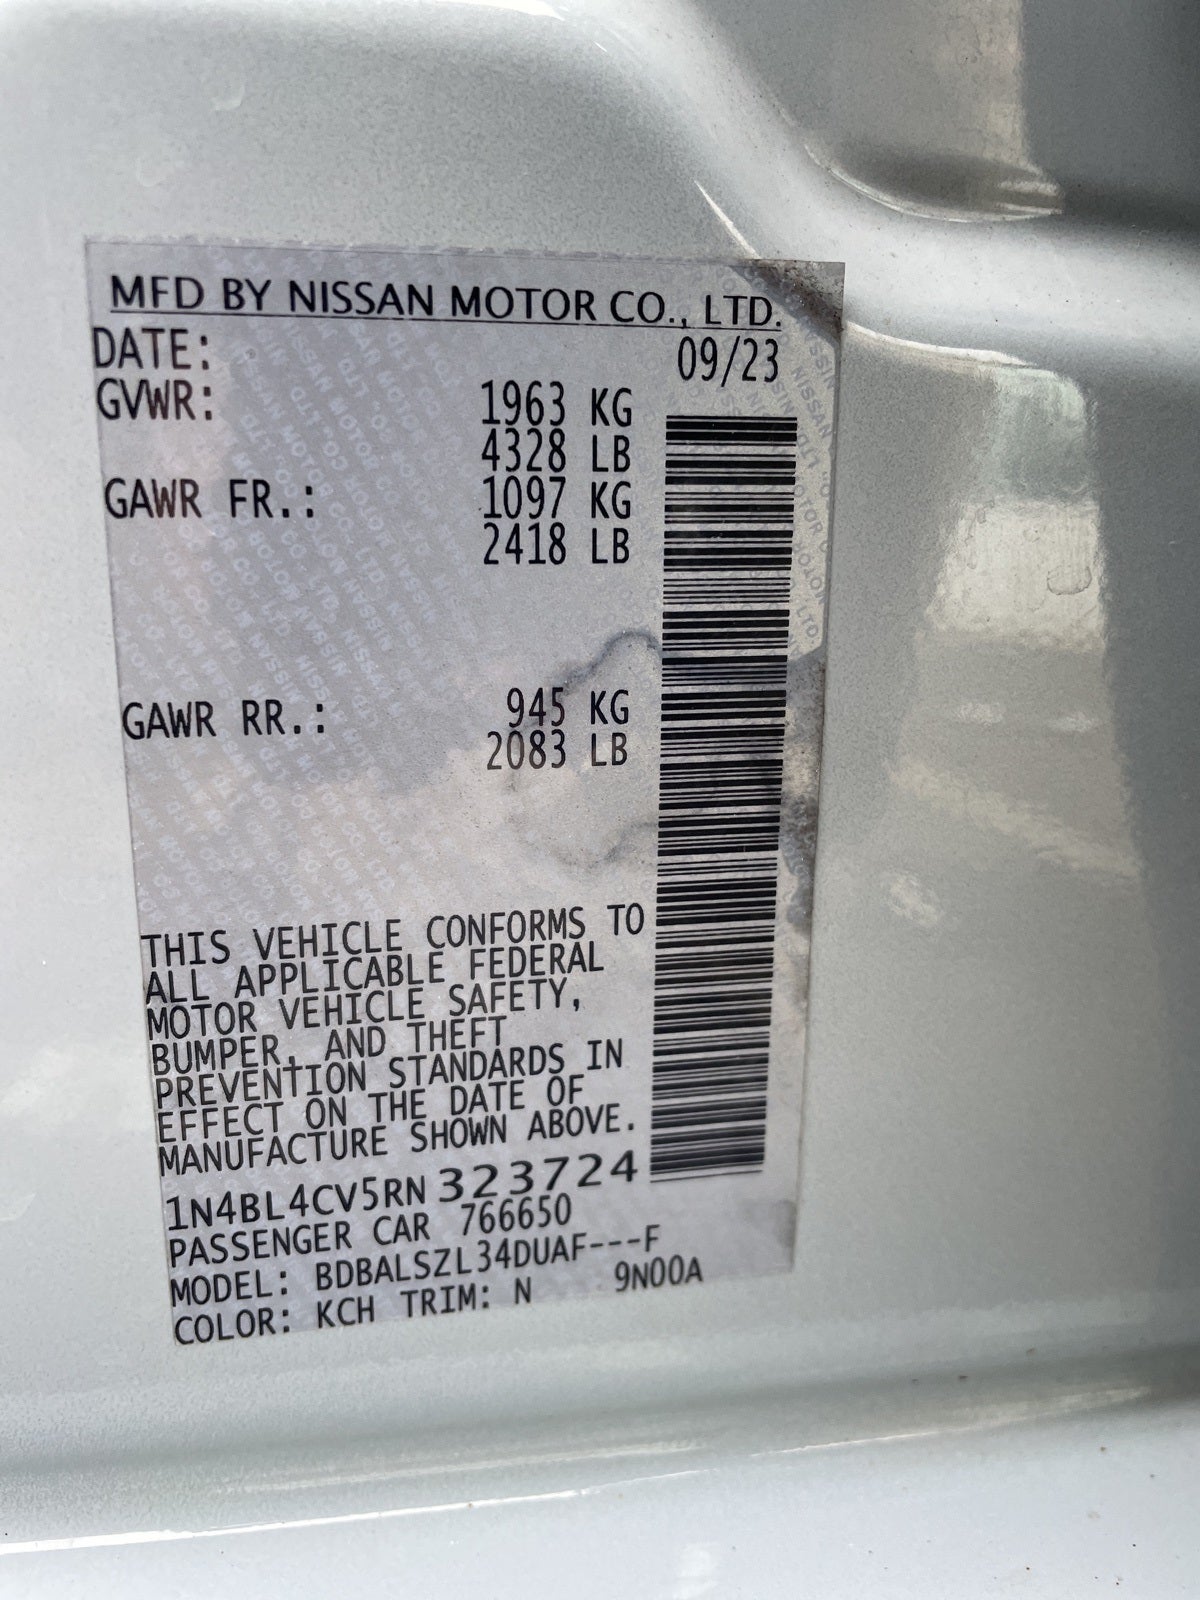 MFD BY NISSAN MOTOR CO., LTD.
DATE: 09/23
GVWR: 1963 KG
4328 LB
GAWR FR.: 1097 KG
2418 LB
GAWR RR.: 945 KG
2083 LB
THIS VEHICLE CONFORMS TO
ALL APPLICABLE FEDERAL
MOTOR VEHICLE SAFETY,
BUMPER, AND THEFT
PREVENTION STANDARDS IN
EFFECT ON THE DATE OF
MANUFACTURE SHOWN ABOVE.
1N4BL4CV5RN323724
PASSENGER CAR 766650
MODEL: BDBALSZL34DUAF---F
COLOR: KCH TRIM: N 9N00A